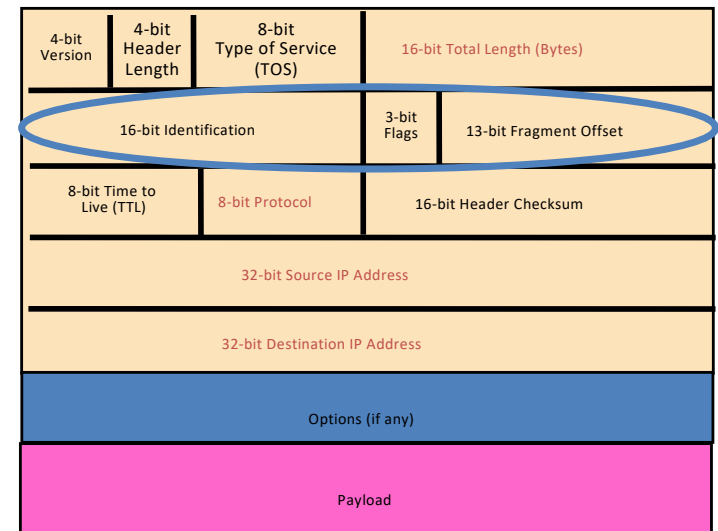 4-bit
Version
4-bit
Header
Length
8-bit
Type of Service
(TOS)
16-bit Total Length (Bytes)
16-bit Identification
3-bit
Flags
13-bit Fragment Offset
8-bit Time to
Live (TTL)
8-bit Protocol
16-bit Header Checksum
32-bit Source IP Address
32-bit Destination IP Address
Options (if any)
Payload